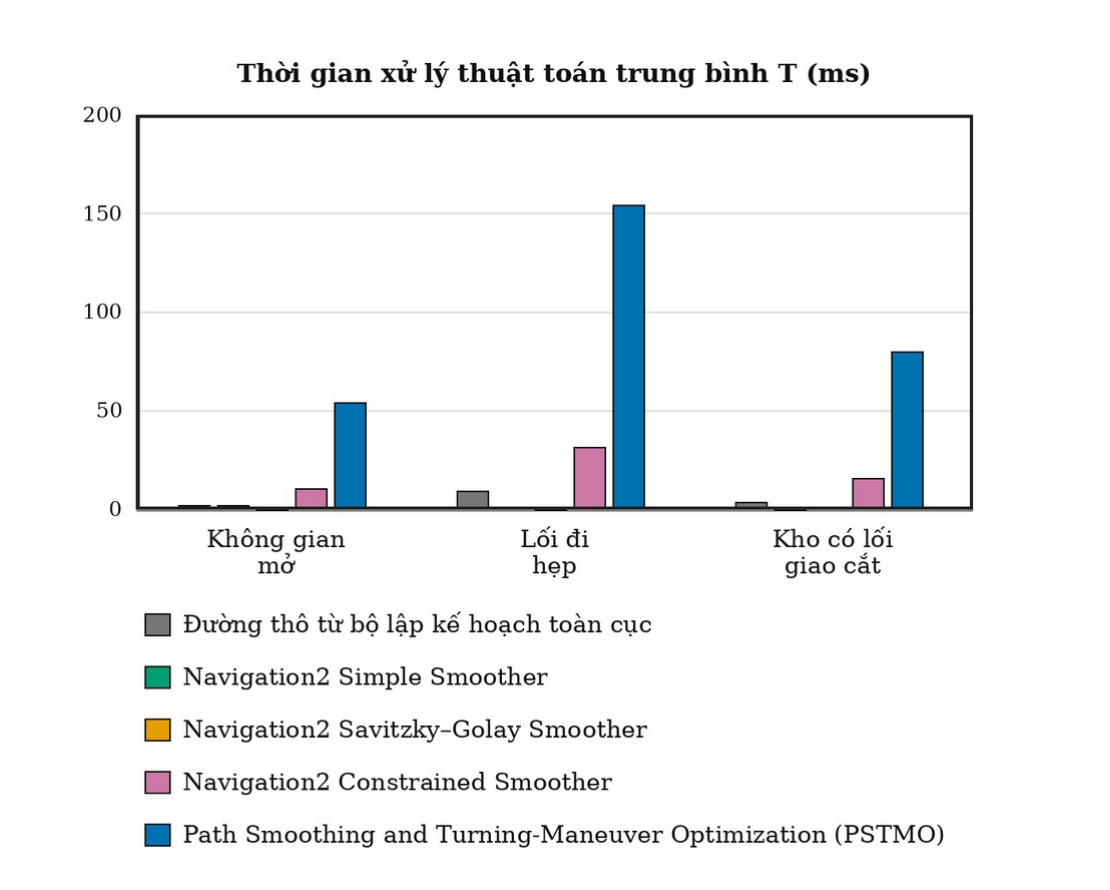 Thời gian xử lý thuật toán trung bình T (ms)
200
150
100
50
0
Không gian
mở
Lối đi
hẹp
Kho có lối
giao cắt
Đường thô từ bộ lập kế hoạch toàn cục
Navigation2 Simple Smoother
Navigation2 Savitzky–Golay Smoother
Navigation2 Constrained Smoother
Path Smoothing and Turning-Maneuver Optimization (PSTMO)